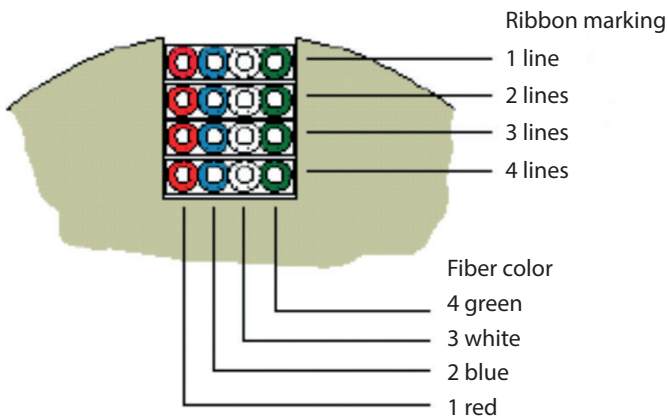 Ribbon marking
1 line
2 lines
3 lines
4 lines
Fiber color
4 green
3 white
2 blue
1 red